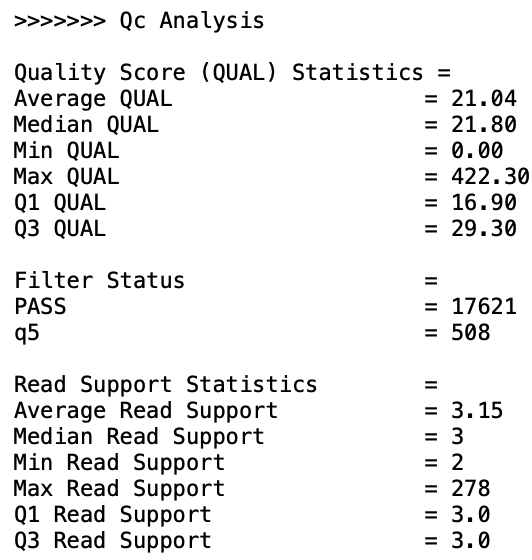 >>>>>>> Qc Analysis
Quality Score (QUAL) Statistics =
Average QUAL = 21.04
Median QUAL = 21.80
Min QUAL = 0.00
Max QUAL = 422.30
Q1 QUAL = 16.90
Q3 QUAL = 29.30
Filter Status =
PASS = 17621
q5 = 508
Read Support Statistics =
Average Read Support = 3.15
Median Read Support = 3
Min Read Support = 2
Max Read Support = 278
Q1 Read Support = 3.0
Q3 Read Support = 3.0